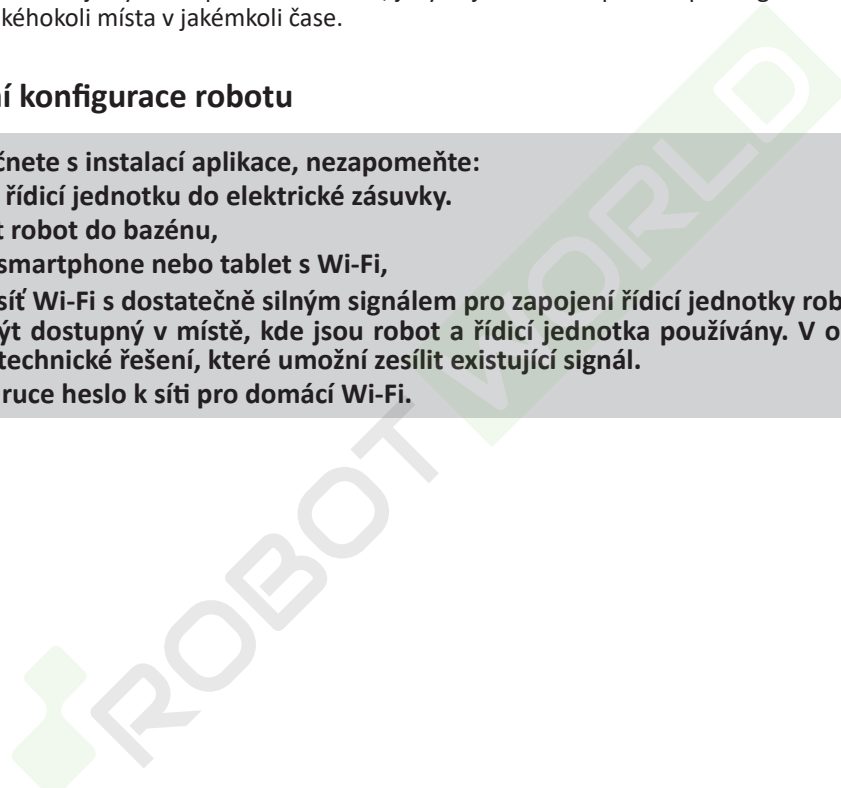 kéhokoli místa v jakémkoli čase.
ní konfigurace robotu
čnete s instalací aplikace, nezapomeňte:
řídicí jednotku do elektrické zásuvky.
t robot do bazénu,
smartphone nebo tablet s Wi-Fi,
síť Wi-Fi s dostatečně silným signálem pro zapojení řídicí jednotky rob
ýt dostupný v místě, kde jsou robot a řídicí jednotka používány. V o
technické řešení, které umožní zesílit existující signál.
ruce heslo k síti pro domácí Wi-Fi.
ROBOTWORLD